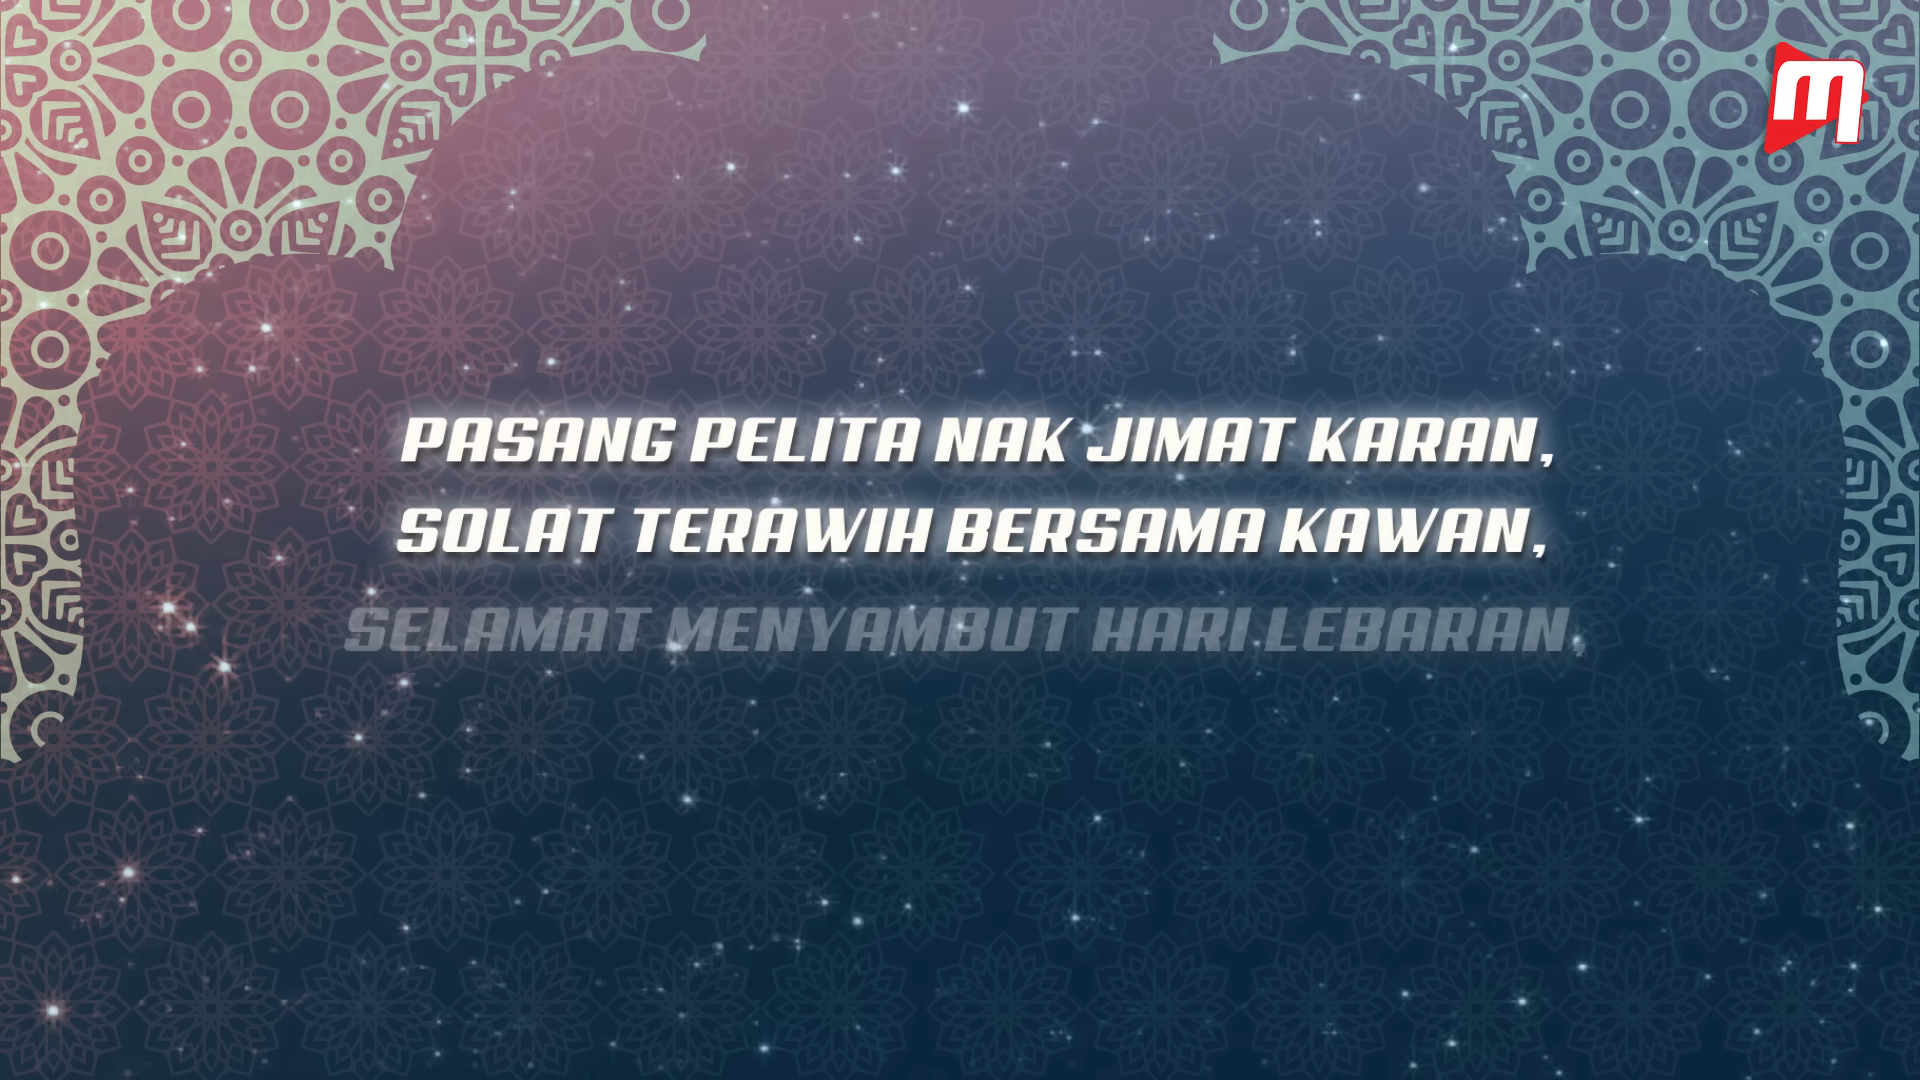 PASANG PELITA NAK JIMAT KARAN,
SOLAT TERAWIH BERSAMA KAWAN,
SELAMAT MENYAMBUT HARI LEBARAN,